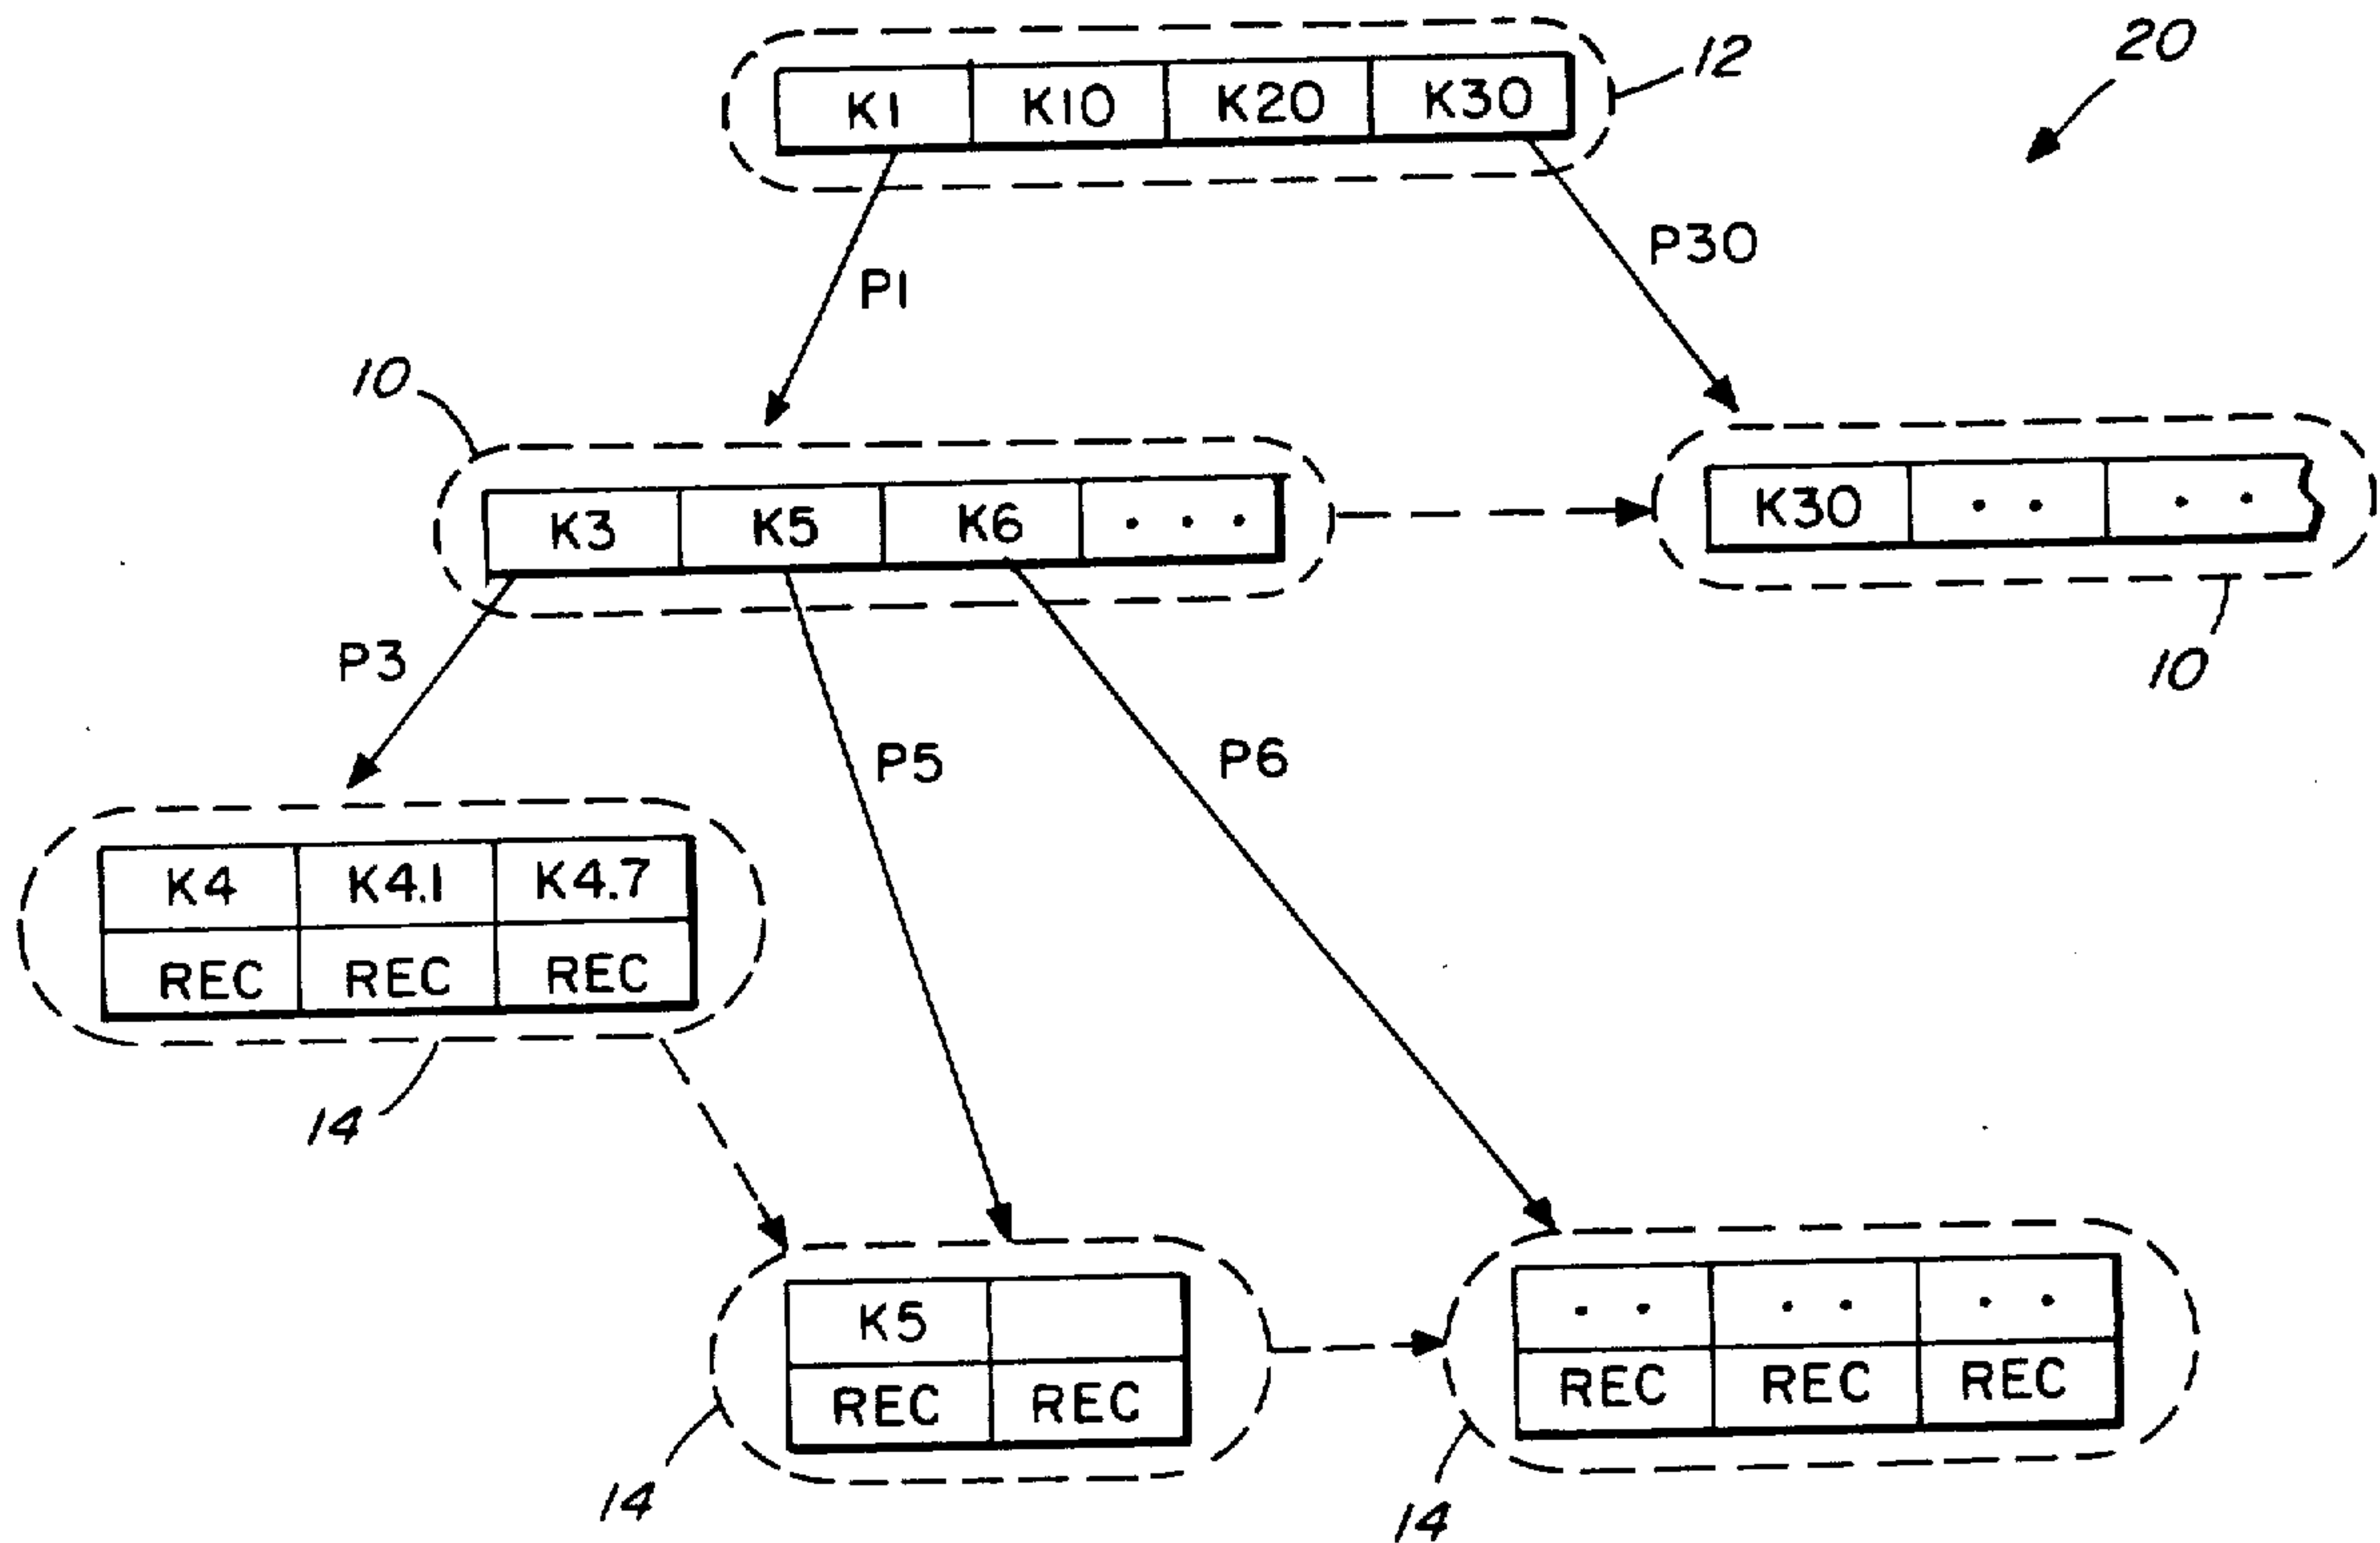 20
12
K1 K10 K20 K30
P1
P30
10
K3 K5 K6 . . .
K30 . . . .
10
P3
P5
P6
K4 K4.1 K4.7
REC REC REC
14
K5
REC REC
14
. . . . . .
REC REC REC
14